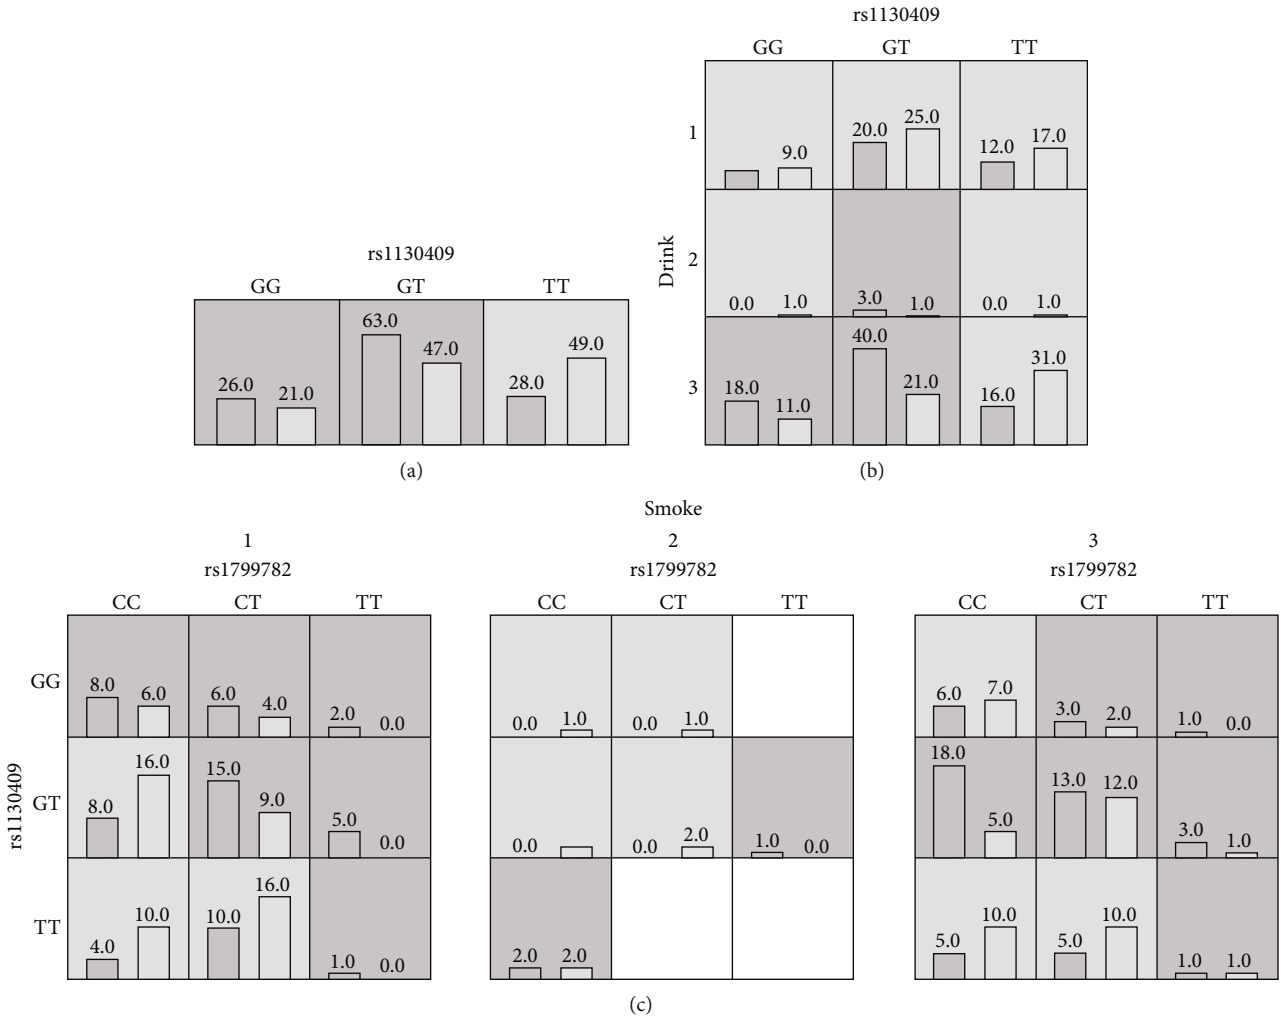 rs1130409
GG GT TT
63.0 47.0 49.0
26.0 21.0 28.0
(a)
rs1130409
GG GT TT
Drink
1
9.0 20.0 25.0 12.0 17.0
2
0.0 1.0 3.0 1.0 0.0 1.0
3
18.0 11.0 40.0 21.0 16.0 31.0
(b)
Smoke
1 2 3
rs1799782 rs1799782 rs1799782
CC CT TT CC CT TT CC CT TT
rs1130409
GG
8.0 6.0 6.0 4.0 2.0 0.0 0.0 1.0 0.0 1.0 6.0 7.0 3.0 2.0 1.0 0.0
GT
8.0 16.0 15.0 9.0 5.0 0.0 0.0 0.0 2.0 1.0 0.0 18.0 5.0 13.0 12.0 3.0 1.0
TT
4.0 10.0 10.0 16.0 1.0 0.0 2.0 2.0 5.0 10.0 5.0 10.0 1.0 1.0
(c)